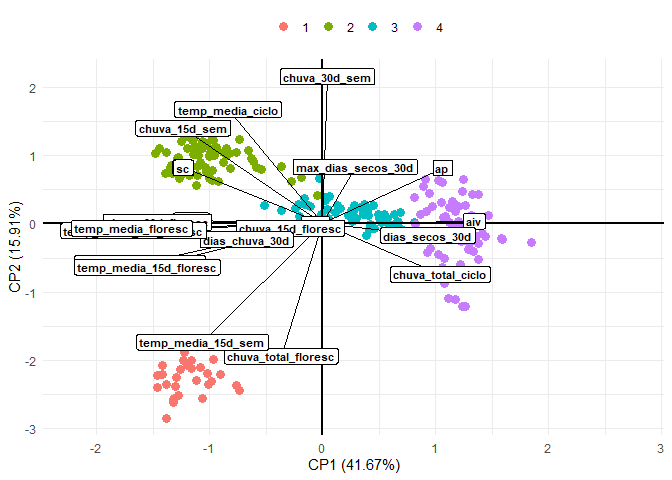 1 2 3 4
chuva_30d_sem
temp_media_ciclo
chuva_15d_sem
sc
max_dias_secos_30d
ap
aiv
temp_media_floresc
chuva_15d_floresc
dias_secos_30d
dias_chuva_30d
temp_media_15d_floresc
chuva_total_ciclo
temp_media_15d_sem
chuva_total_floresc
2
1
0
-1
-2
-3
CP2 (15.91%)
-2 -1 0 1 2 3
CP1 (41.67%)